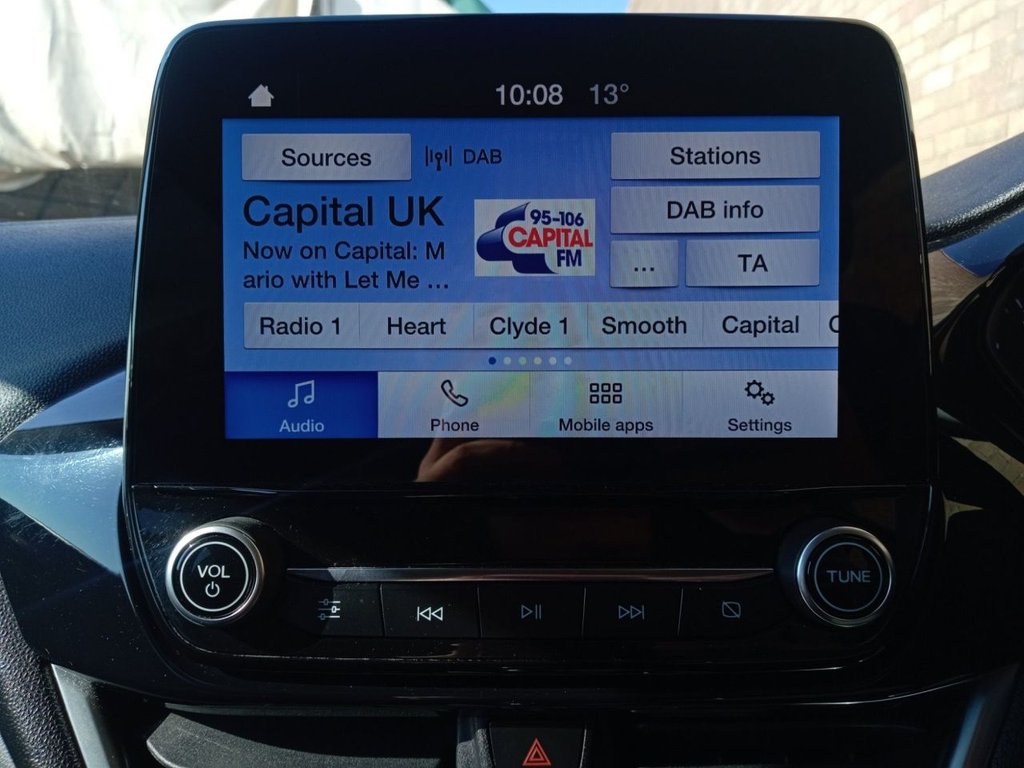 10:08 13°
Sources DAB Stations
Capital UK
95-106
CAPITAL
FM
DAB info
Now on Capital: M
ario with Let Me ...
... TA
Radio 1 Heart Clyde 1 Smooth Capital
Audio Phone Mobile apps Settings
VOL TUNE